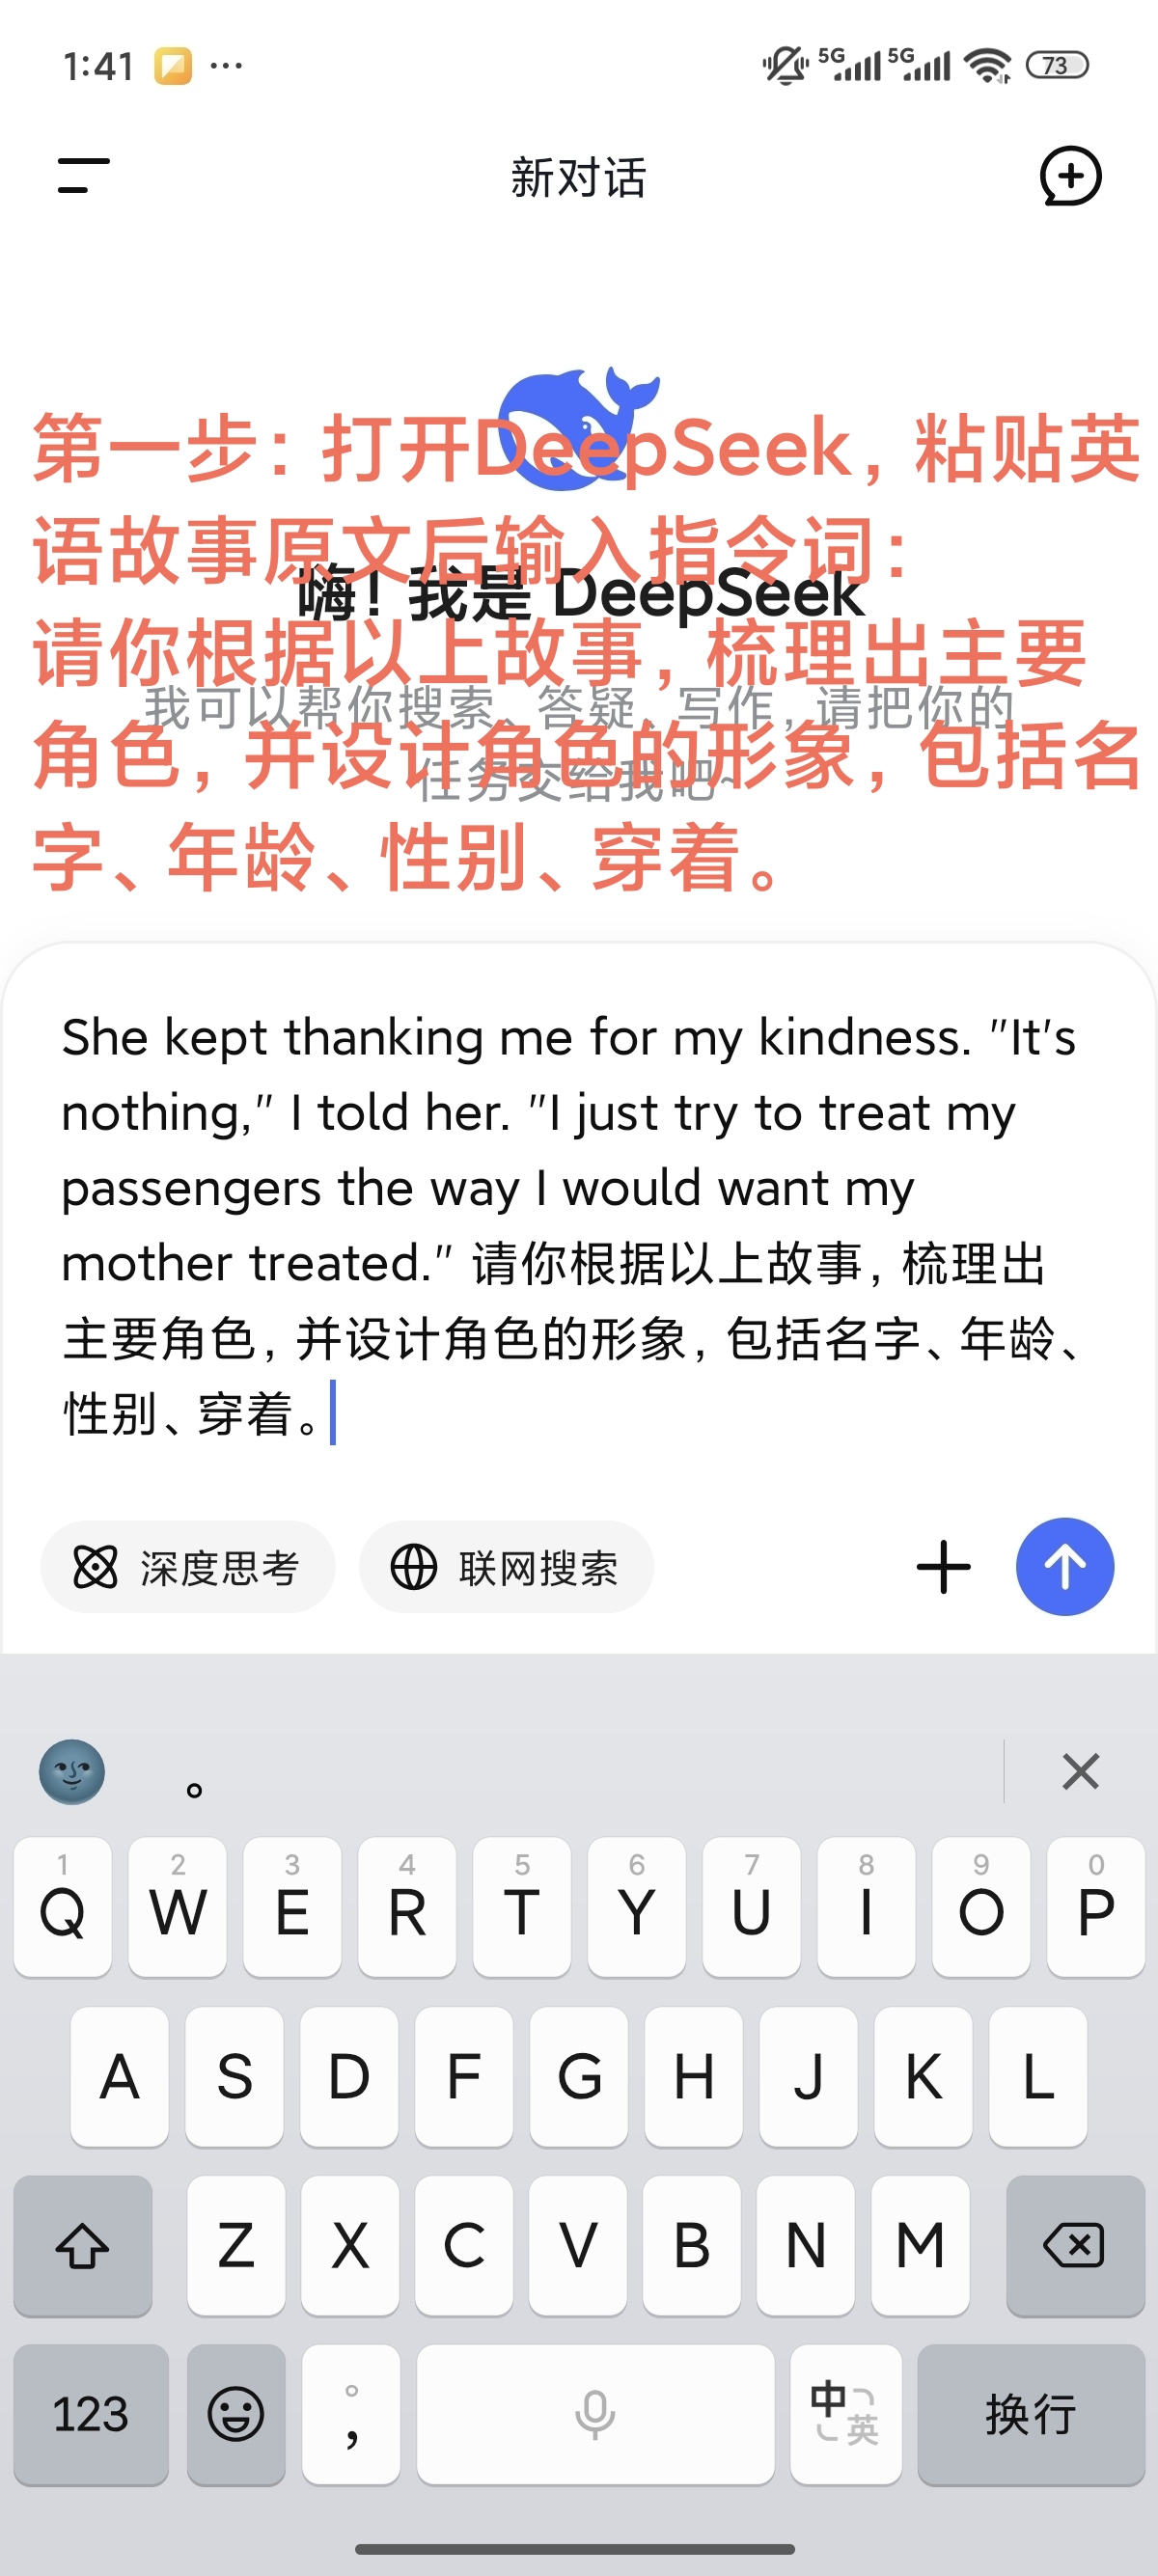 1:41
5G 5G 73
新对话
第一步：打开DeepSeek，粘贴英
语故事原文后输入指令词：
嗨！我是 DeepSeek
请你根据以上故事，梳理出主要
我可以帮你搜索、答疑、写作，请把你的
角色，并设计角色的形象，包括名
任务交给我吧~
字、年龄、性别、穿着。
She kept thanking me for my kindness. "It's
nothing," I told her. "I just try to treat my
passengers the way I would want my
mother treated." 请你根据以上故事，梳理出
主要角色，并设计角色的形象，包括名字、年龄、
性别、穿着。
深度思考 联网搜索
。
1 2 3 4 5 6 7 8 9 0
Q W E R T Y U I O P
A S D F G H J K L
Z X C V B N M
123 ， 。 中 英 换行